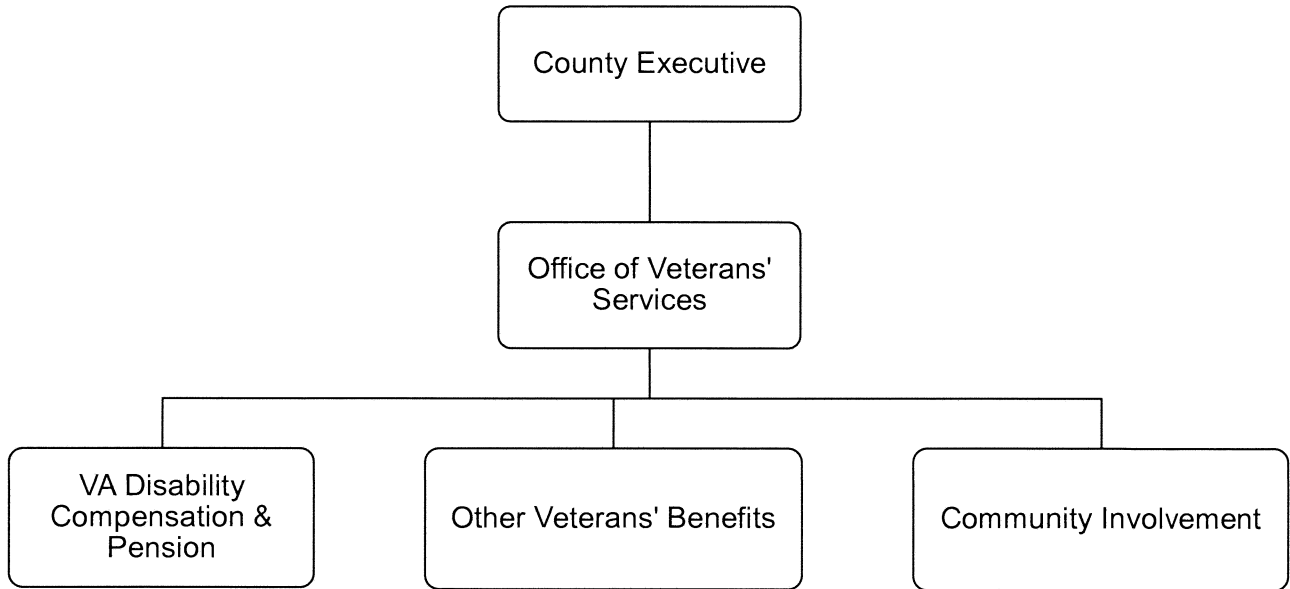 County Executive
Office of Veterans'
Services
VA Disability
Compensation &
Pension
Other Veterans' Benefits
Community Involvement